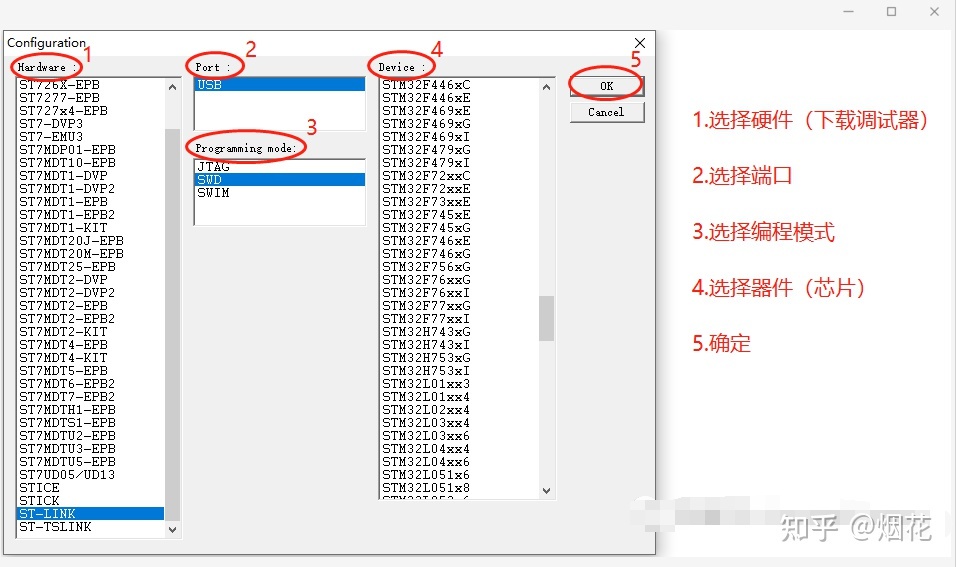 Configuration
1
Hardware :
ST726X-EPB
ST7277-EPB
ST727x4-EPB
ST7-DVP3
ST7-EMU3
ST7MDP01-EPB
ST7MDT10-EPB
ST7MDT1-DVP
ST7MDT1-DVP2
ST7MDT1-EPB
ST7MDT1-EPB2
ST7MDT1-KIT
ST7MDT20J-EPB
ST7MDT20M-EPB
ST7MDT25-EPB
ST7MDT2-DVP
ST7MDT2-DVP2
ST7MDT2-EPB
ST7MDT2-EPB2
ST7MDT2-KIT
ST7MDT4-EPB
ST7MDT4-KIT
ST7MDT5-EPB
ST7MDT6-EPB2
ST7MDT7-EPB2
ST7MDTH1-EPB
ST7MDTS1-EPB
ST7MDTU2-EPB
ST7MDTU3-EPB
ST7MDTU5-EPB
ST7UD05/UD13
STICE
STICK
ST-LINK
ST-TSLINK
2
Port :
USB
3
Programming mode:
JTAG
SWD
SWIM
4
Device :
STM32F446xC
STM32F446xE
STM32F469xE
STM32F469xG
STM32F469xI
STM32F479xG
STM32F479xI
STM32F72xxC
STM32F72xxE
STM32F73xxE
STM32F745xE
STM32F745xG
STM32F746xE
STM32F746xG
STM32F756xG
STM32F76xxG
STM32F76xxI
STM32F77xxG
STM32F77xxI
STM32H743xG
STM32H743xI
STM32H753xG
STM32H753xI
STM32L01xx3
STM32L01xx4
STM32L02xx4
STM32L03xx4
STM32L03xx6
STM32L04xx4
STM32L04xx6
STM32L051x6
STM32L051x8
5
OK
Cancel
1.选择硬件（下载调试器）
2.选择端口
3.选择编程模式
4.选择器件（芯片）
5.确定
知乎 @烟花